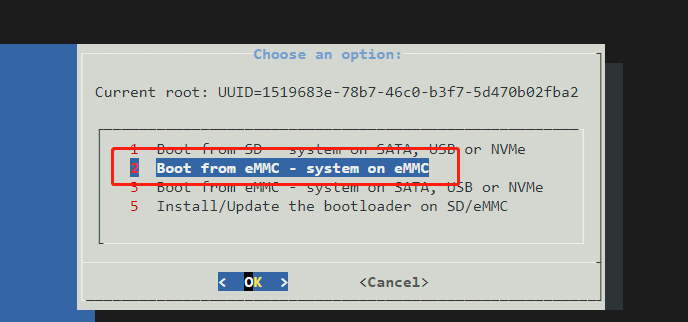 Choose an option:
Current root: UUID=1519683e-78b7-46c0-b3f7-5d470b02fba2
1 Boot from SD - system on SATA, USB or NVMe
2 Boot from eMMC - system on eMMC
3 Boot from eMMC - system on SATA, USB or NVMe
5 Install/Update the bootloader on SD/eMMC
< OK > <Cancel>